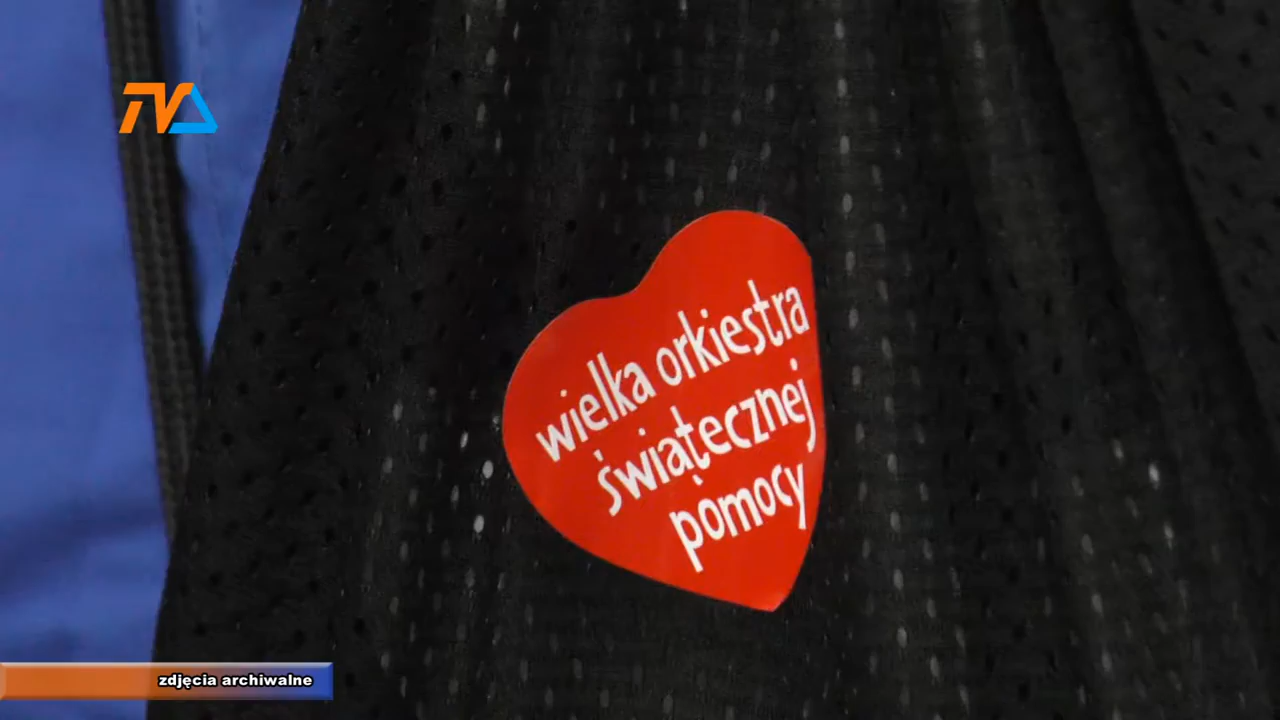 TVA
wielka orkiestra
świątecznej
pomocy
zdjęcia archiwalne